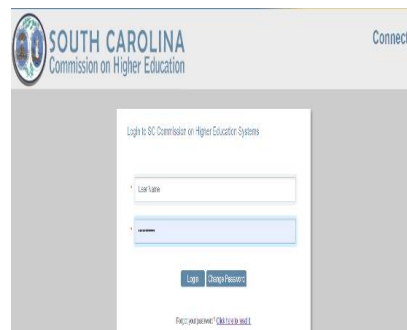 SOUTH CAROLINA
Connect
Commission on Higher Education
Login to SC Commission on Higher Education Systems
* User Name
* ••••••••••
Login Change Password
Forgot your password? Click here to reset it.